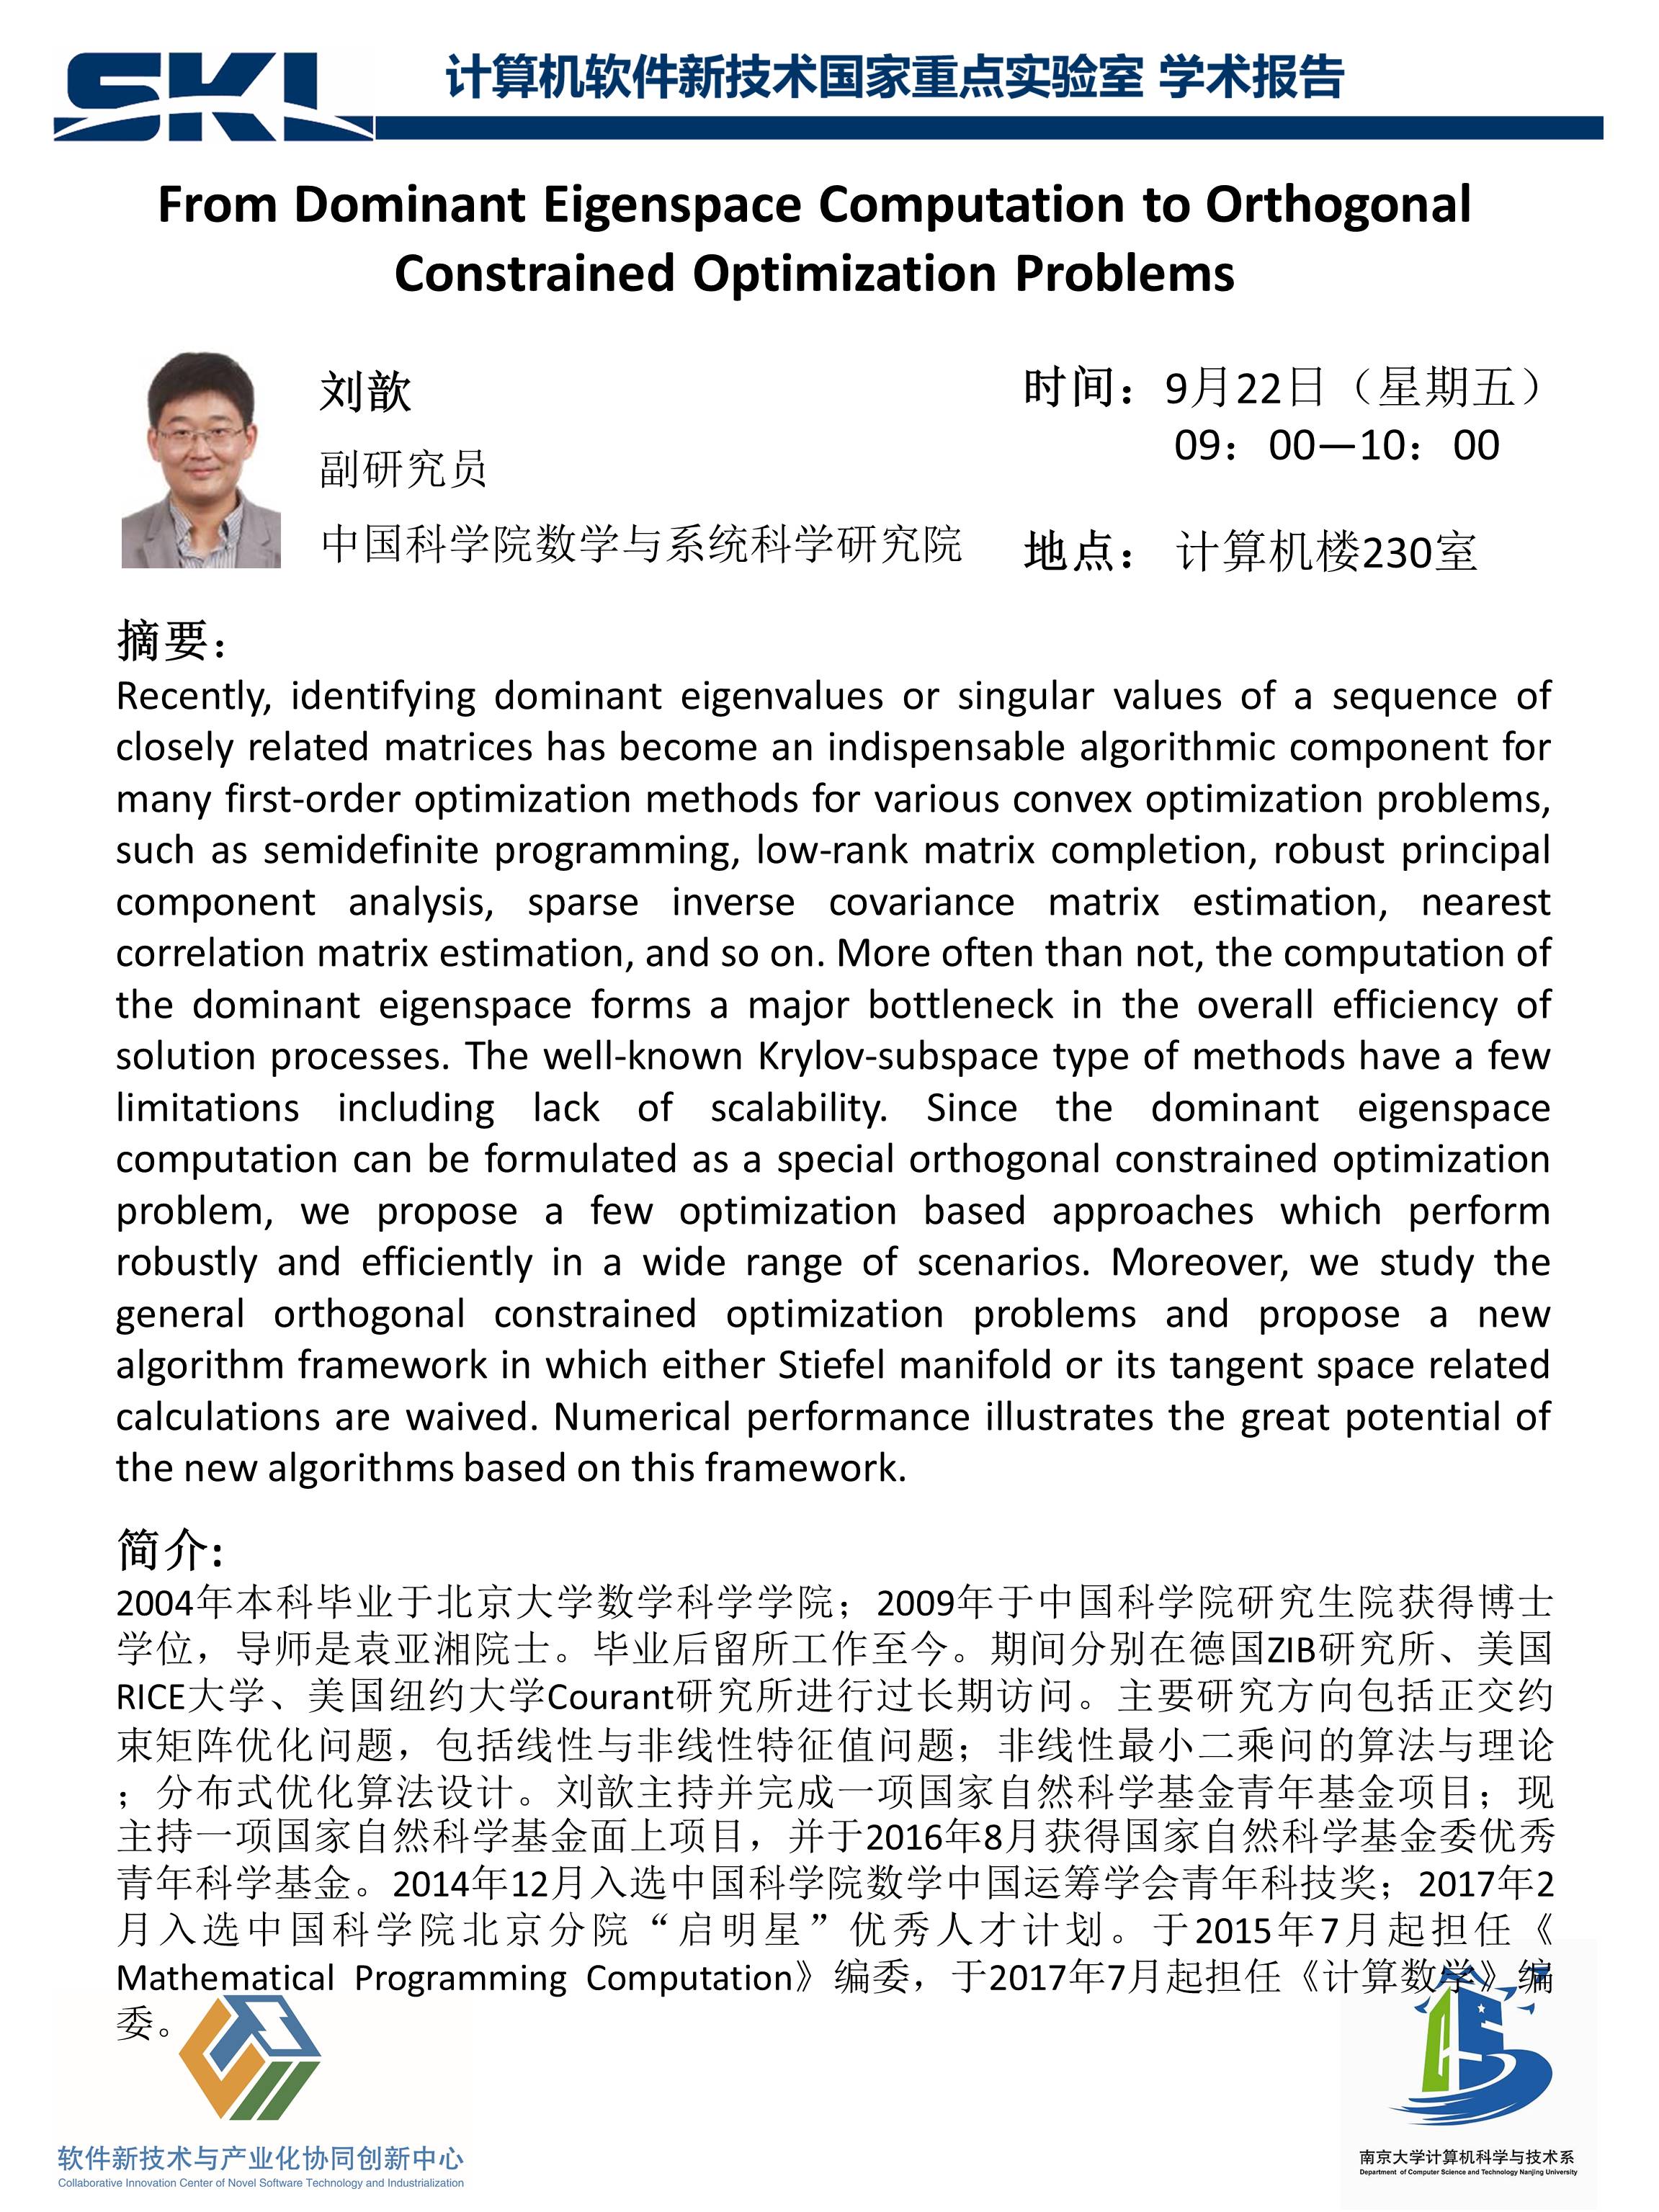 SKL
计算机软件新技术国家重点实验室 学术报告
From Dominant Eigenspace Computation to Orthogonal
Constrained Optimization Problems
刘歆
副研究员
中国科学院数学与系统科学研究院
时间：9月22日（星期五）
09：00—10：00
地点： 计算机楼230室
摘要：
Recently, identifying dominant eigenvalues or singular values of a sequence of
closely related matrices has become an indispensable algorithmic component for
many first-order optimization methods for various convex optimization problems,
such as semidefinite programming, low-rank matrix completion, robust principal
component analysis, sparse inverse covariance matrix estimation, nearest
correlation matrix estimation, and so on. More often than not, the computation of
the dominant eigenspace forms a major bottleneck in the overall efficiency of
solution processes. The well-known Krylov-subspace type of methods have a few
limitations including lack of scalability. Since the dominant eigenspace
computation can be formulated as a special orthogonal constrained optimization
problem, we propose a few optimization based approaches which perform
robustly and efficiently in a wide range of scenarios. Moreover, we study the
general orthogonal constrained optimization problems and propose a new
algorithm framework in which either Stiefel manifold or its tangent space related
calculations are waived. Numerical performance illustrates the great potential of
the new algorithms based on this framework.
简介:
2004年本科毕业于北京大学数学科学学院；2009年于中国科学院研究生院获得博士
学位，导师是袁亚湘院士。毕业后留所工作至今。期间分别在德国ZIB研究所、美国
RICE大学、美国纽约大学Courant研究所进行过长期访问。主要研究方向包括正交约
束矩阵优化问题，包括线性与非线性特征值问题；非线性最小二乘问的算法与理论
；分布式优化算法设计。刘歆主持并完成一项国家自然科学基金青年基金项目；现
主持一项国家自然科学基金面上项目，并于2016年8月获得国家自然科学基金委优秀
青年科学基金。2014年12月入选中国科学院数学中国运筹学会青年科技奖；2017年2
月入选中国科学院北京分院“启明星”优秀人才计划。于2015年7月起担任《
Mathematical Programming Computation》编委，于2017年7月起担任《计算数学》编
委。
软件新技术与产业化协同创新中心
Collaborative Innovation Center of Novel Software Technology and Industrialization
南京大学计算机科学与技术系
Department of Computer Science and Technology Nanjing University